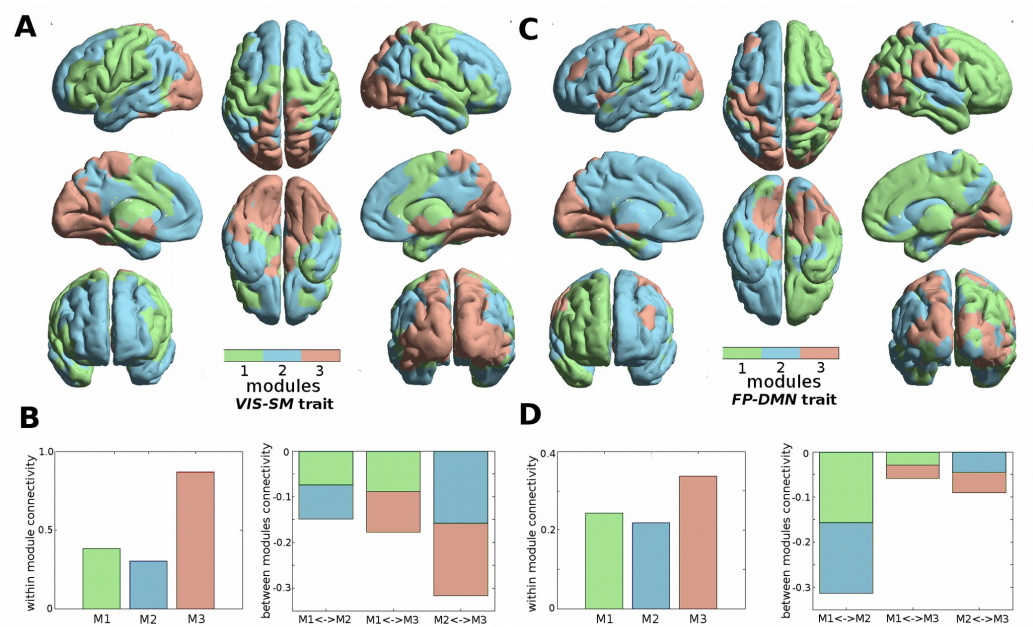 A
C
1 2 3
modules
VIS-SM trait
1 2 3
modules
FP-DMN trait
B
within module connectivity
1.0
0.5
0
M1 M2 M3
between modules connectivity
0
-0.1
-0.2
-0.3
M1<->M2 M1<->M3 M2<->M3
D
within module connectivity
0.4
0.2
0
M1 M2 M3
between modules connectivity
0
-0.1
-0.2
-0.3
M1<->M2 M1<->M3 M2<->M3